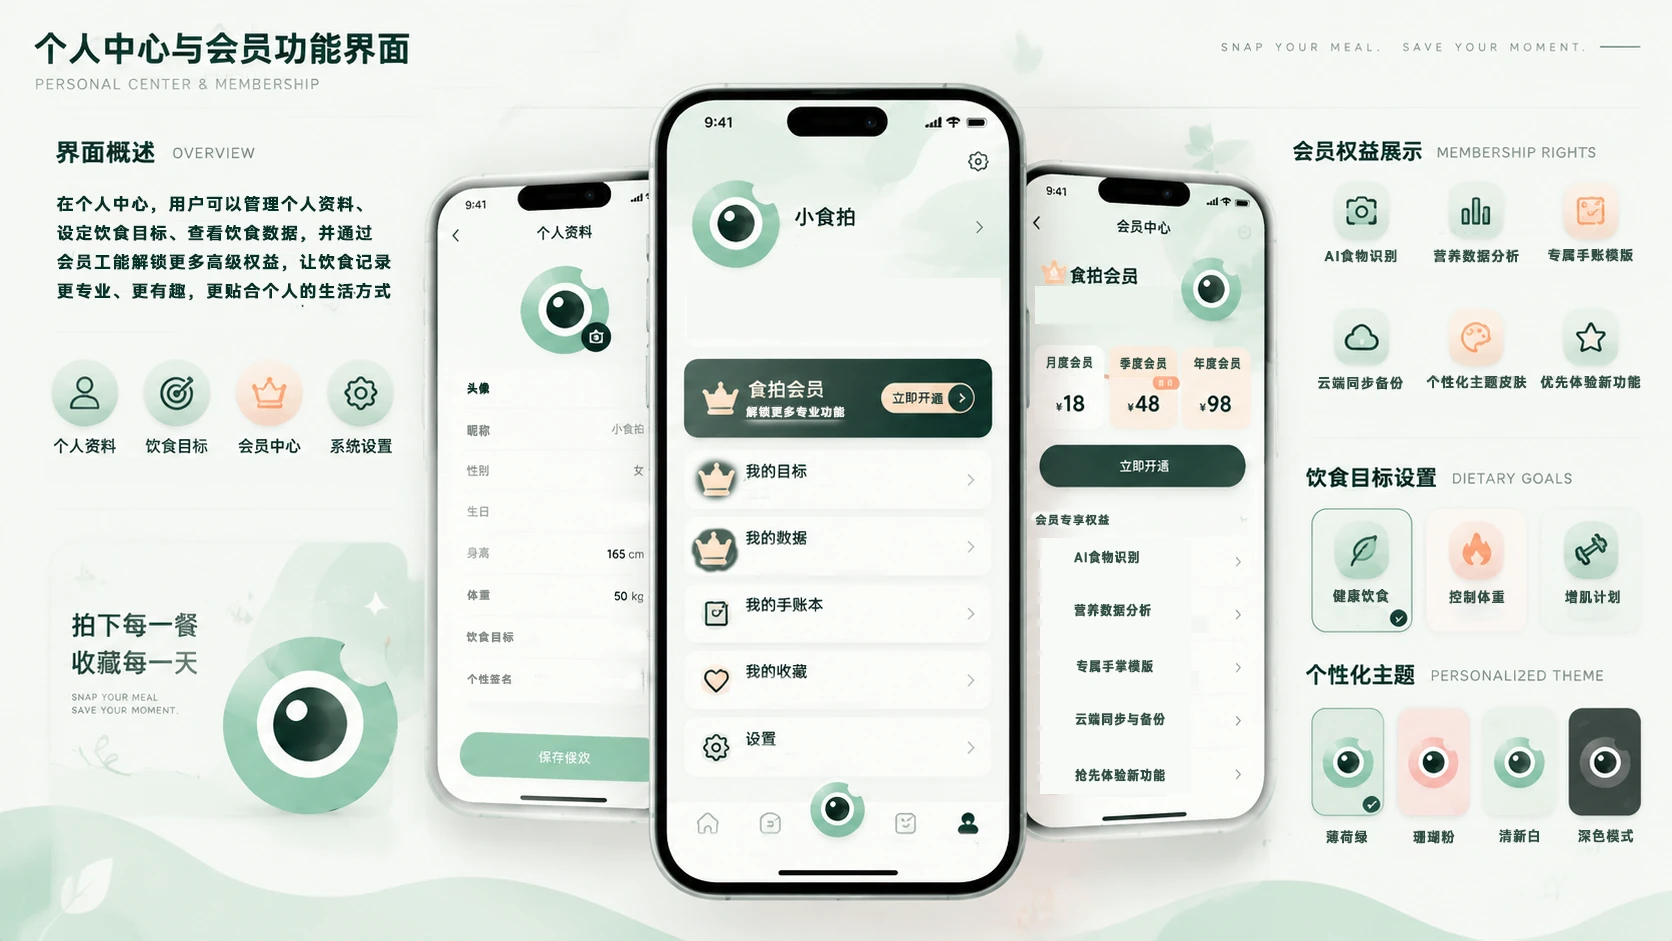 个人中心与会员功能界面
PERSONAL CENTER & MEMBERSHIP
SNAP YOUR MEAL. SAVE YOUR MOMENT.
界面概述 OVERVIEW
在个人中心，用户可以管理个人资料、
设定饮食目标、查看饮食数据，并通过
会员工能解锁更多高级权益，让饮食记录
更专业、更有趣，更贴合个人的生活方式
个人资料
饮食目标
会员中心
系统设置
拍下每一餐
收藏每一天
SNAP YOUR MEAL
SAVE YOUR MOMENT.
9:41
个人资料
头像
昵称 小食拍
性别 女
生日
身高 165 cm
体重 50 kg
饮食目标
个性签名
9:41
小食拍
食拍会员
解锁更多专业功能
立即开通
我的目标
我的数据
我的手账本
我的收藏
设置
9:41
会员中心
食拍会员
月度会员
¥18
季度会员
¥48
年度会员
¥98
立即开通
会员专享权益
AI食物识别
营养数据分析
专属手掌模版
云端同步与备份
抢先体验新功能
会员权益展示 MEMBERSHIP RIGHTS
AI食物识别
营养数据分析
专属手账模版
云端同步备份
个性化主题皮肤
优先体验新功能
饮食目标设置 DIETARY GOALS
健康饮食
控制体重
增肌计划
个性化主题 PERSONALI2ED THEME
薄荷绿
珊瑚粉
清新白
深色模式